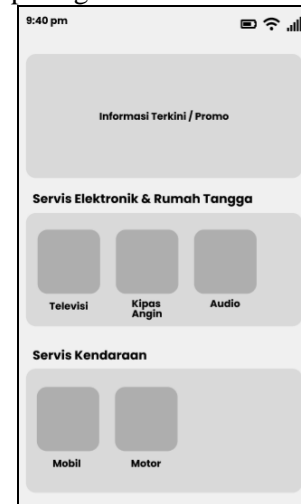 9:40 pm
Informasi Terkini / Promo
Servis Elektronik & Rumah Tangga
Televisi
Kipas
Angin
Audio
Servis Kendaraan
Mobil
Motor